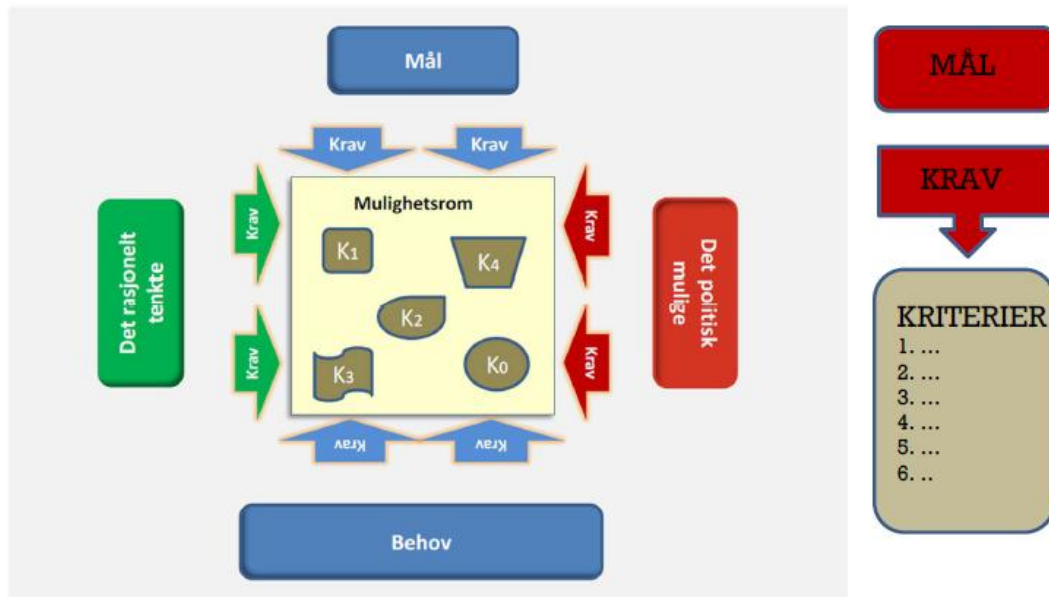 Mål
Krav
Krav
Det rasjonelt
tenkte
Krav
Krav
Mulighetsrom
K1
K4
K2
K3
K0
Krav
Krav
Det politisk
mulige
Krav
Krav
Behov
MÅL
KRAV
KRITERIER
1. ...
2. ...
3. ...
4. ...
5. ...
6. ..